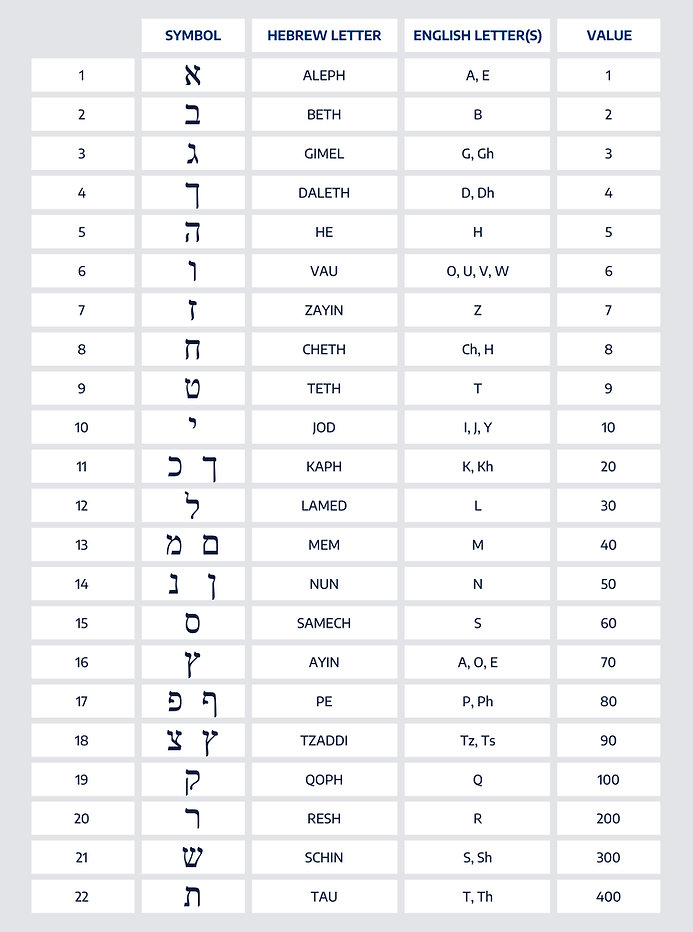 SYMBOL HEBREW LETTER ENGLISH LETTER(S) VALUE
1 א ALEPH A, E 1
2 ב BETH B 2
3 ג GIMEL G, Gh 3
4 ך DALETH D, Dh 4
5 ה HE H 5
6 ו VAU O, U, V, W 6
7 ז ZAYIN Z 7
8 ח CHETH Ch, H 8
9 ט TETH T 9
10 י JOD I, J, Y 10
11 כ ך KAPH K, Kh 20
12 ל LAMED L 30
13 מ ם MEM M 40
14 נ ן NUN N 50
15 ס SAMECH S 60
16 ץ AYIN A, O, E 70
17 פ ף PE P, Ph 80
18 צ ץ TZADDI Tz, Ts 90
19 ק QOPH Q 100
20 ר RESH R 200
21 ש SCHIN S, Sh 300
22 ת TAU T, Th 400